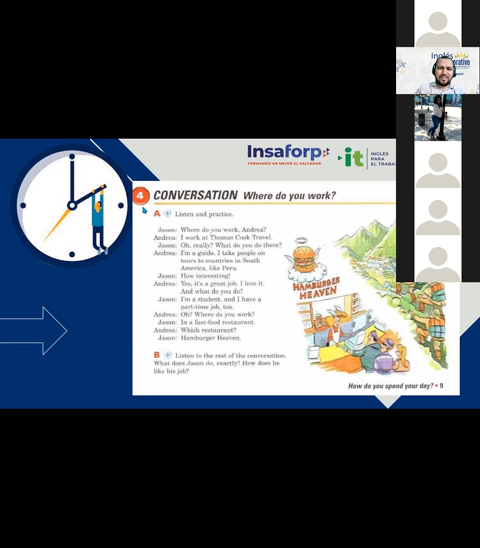 Inglés
Insaforp
FORMANDO UN MEJOR EL SALVADOR
it
INGLÉS
PARA
EL TRABA
4 CONVERSATION Where do you work?
A Listen and practice.
Jason: Where do you work, Andrea?
Andrea: I work at Thomas Cook Travel.
Jason: Oh, really? What do you do there?
Andrea: I'm a guide. I take people on
tours to countries in South
America, like Peru.
Jason: How interesting!
Andrea: Yes, it's a great job. I love it.
And what do you do?
Jason: I'm a student, and I have a
part-time job, too.
Andrea: Oh? Where do you work?
Jason: In a fast-food restaurant.
Andrea: Which restaurant?
Jason: Hamburger Heaven.
HAMBURGER
HEAVEN
B Listen to the rest of the conversation.
What does Jason do, exactly? How does he
like his job?
How do you spend your day? • 9